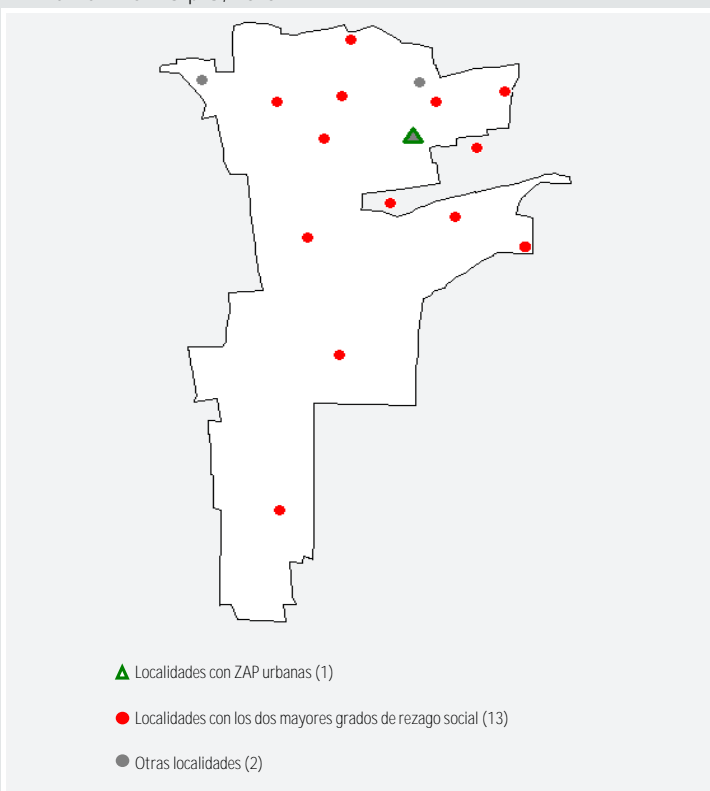 Localidades con ZAP urbanas (1)
Localidades con los dos mayores grados de rezago social (13)
Otras localidades (2)